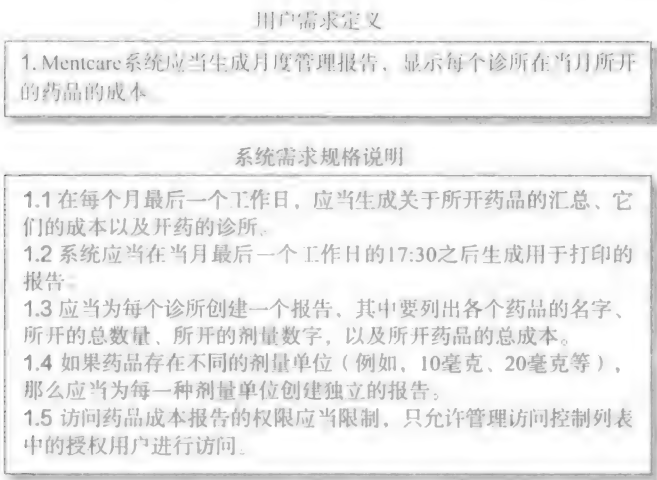 用户需求定义
1. Mentcare系统应当生成月度管理报告，显示每个诊所在当月所开
的药品的成本
系统需求规格说明
1.1 在每个月最后一个工作日，应当生成关于所开药品的汇总、它
们的成本以及开药的诊所。
1.2 系统应当在当月最后一个工作日的17:30之后生成用于打印的
报告。
1.3 应当为每个诊所创建一个报告，其中要列出各个药品的名字、
所开的总数量、所开的剂量数字，以及所开药品的总成本。
1.4 如果药品存在不同的剂量单位（例如，10毫克、20毫克等），
那么应当为每一种剂量单位创建独立的报告。
1.5 访问药品成本报告的权限应当限制，只允许管理访问控制列表
中的授权用户进行访问。